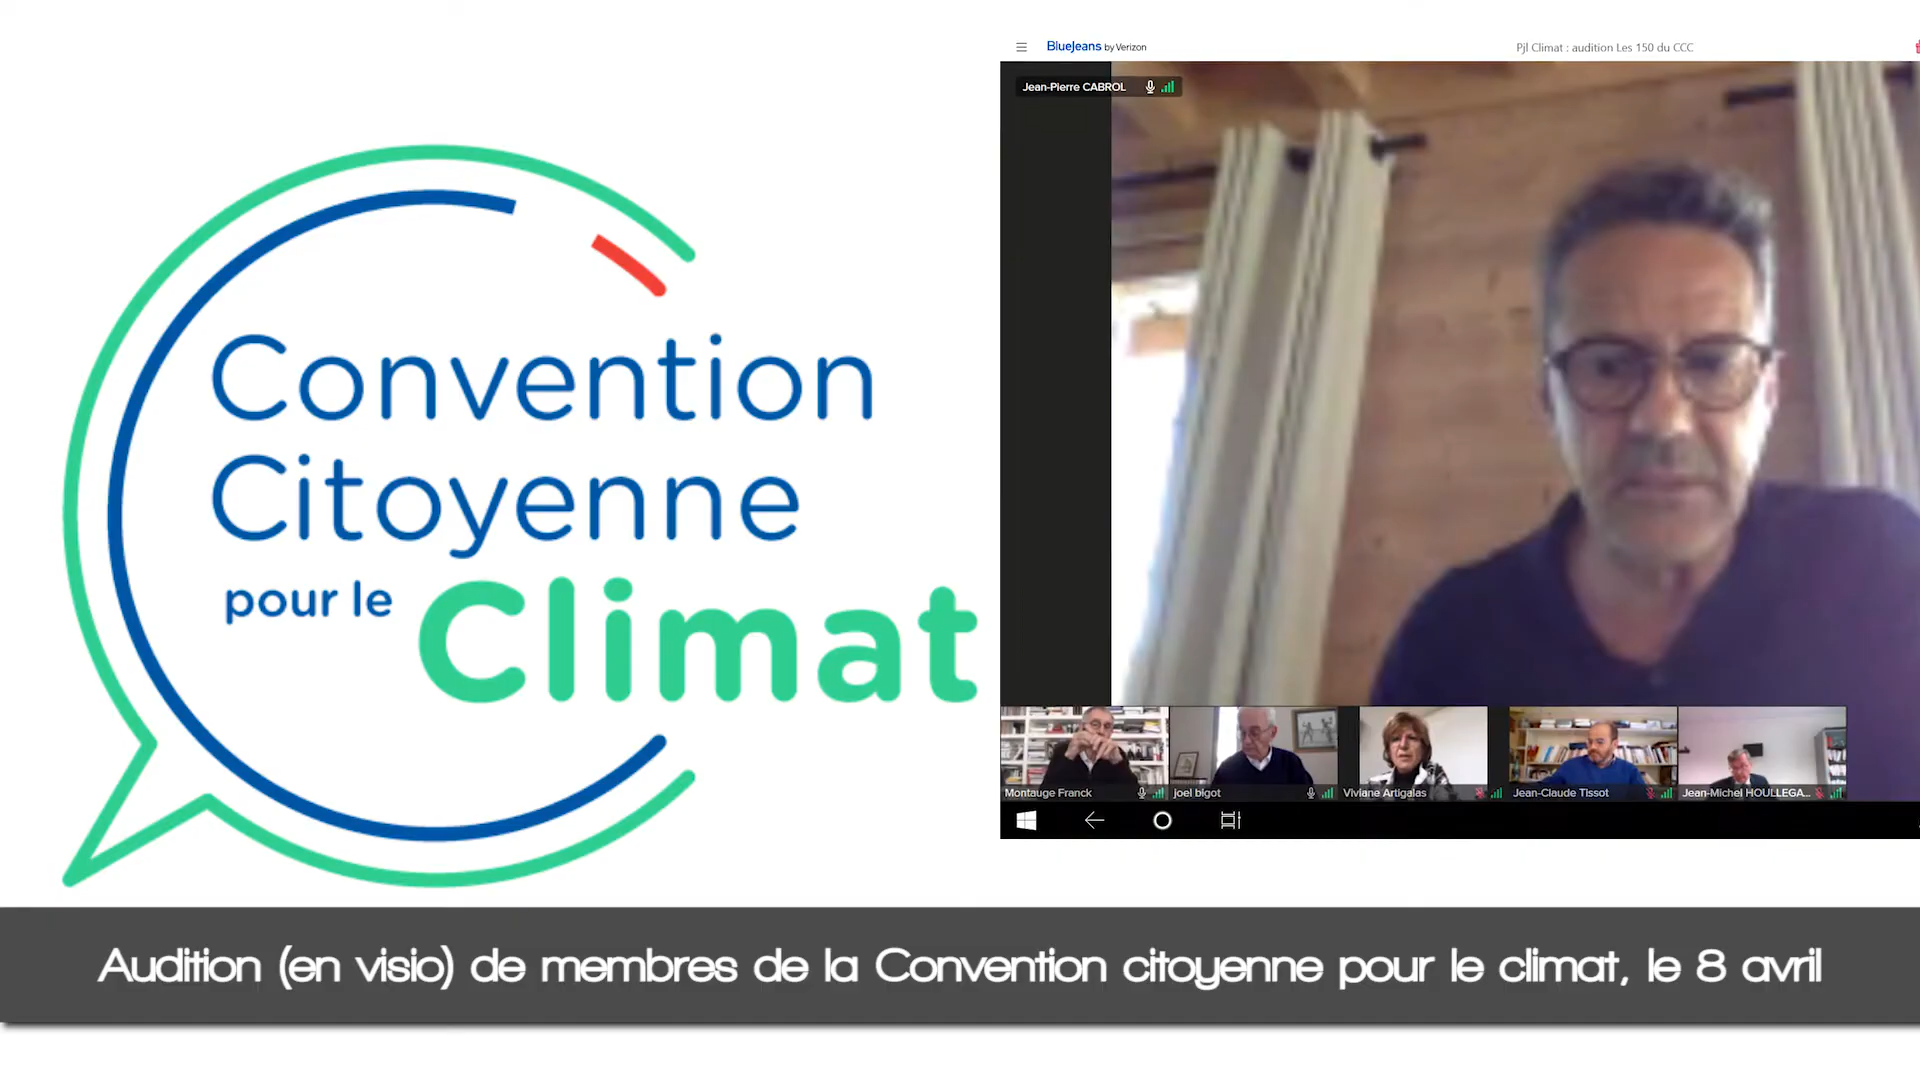 BlueJeans by Verizon
Pjl Climat : audition Les 150 du CCC
Jean-Pierre CABROL
Convention
Citoyenne
pour le Climat
Montauge Franck
joel bigot
Viviane Artigalas
Jean-Claude Tissot
Jean-Michel HOULLEGA...
Audition (en visio) de membres de la Convention citoyenne pour le climat, le 8 avril